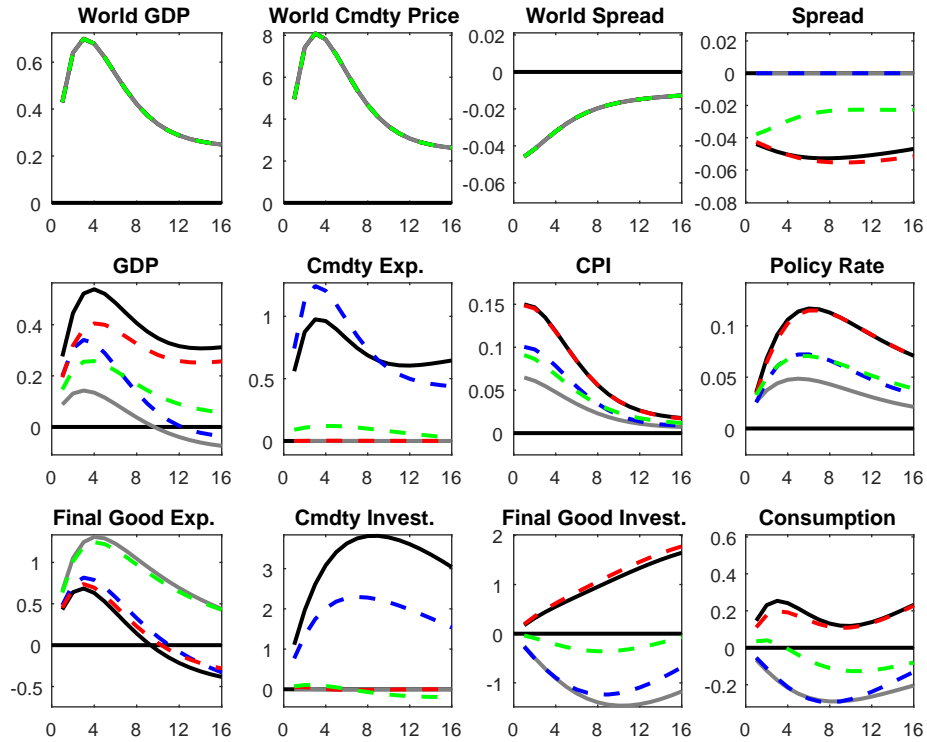 World GDP World Cmdty Price World Spread Spread
0.6 8 0.02 0.02
0.4 6 0 0
0.2 4 -0.02 -0.02
0 2 -0.04 -0.04
0 -0.06 -0.06
-0.08
0 4 8 12 16 0 4 8 12 16 0 4 8 12 16 0 4 8 12 16
GDP Cmdty Exp. CPI Policy Rate
0.4 1 0.15 0.1
0.2 0.5 0.1 0.05
0 0 0.05 0
0
0 4 8 12 16 0 4 8 12 16 0 4 8 12 16 0 4 8 12 16
Final Good Exp. Cmdty Invest. Final Good Invest. Consumption
1 3 2 0.6
0.5 2 1 0.4
0 1 0 0.2
-0.5 0 -1 0
-0.2
0 4 8 12 16 0 4 8 12 16 0 4 8 12 16 0 4 8 12 16